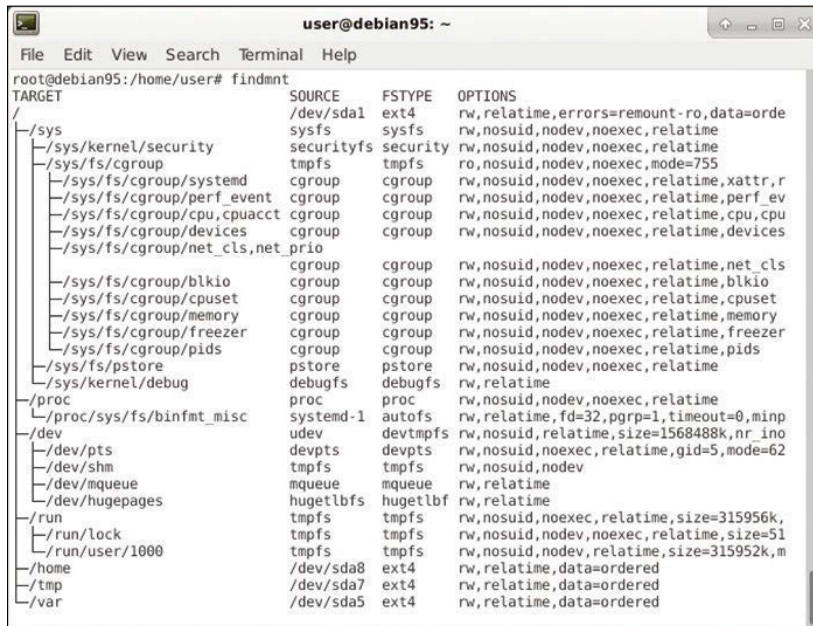 user@debian95: ~
File Edit View Search Terminal Help
root@debian95:/home/user# findmnt
TARGET SOURCE FSTYPE OPTIONS
/ /dev/sda1 ext4 rw,relatime,errors=remount-ro,data=orde
├─/sys sysfs sysfs rw,nosuid,nodev,noexec,relatime
│ ├─/sys/kernel/security securityfs security rw,nosuid,nodev,noexec,relatime
│ ├─/sys/fs/cgroup tmpfs tmpfs ro,nosuid,nodev,noexec,mode=755
│ │ ├─/sys/fs/cgroup/systemd cgroup cgroup rw,nosuid,nodev,noexec,relatime,xattr,r
│ │ ├─/sys/fs/cgroup/perf_event cgroup cgroup rw,nosuid,nodev,noexec,relatime,perf_ev
│ │ ├─/sys/fs/cgroup/cpu,cpuacct cgroup cgroup rw,nosuid,nodev,noexec,relatime,cpu,cpu
│ │ ├─/sys/fs/cgroup/devices cgroup cgroup rw,nosuid,nodev,noexec,relatime,devices
│ │ ├─/sys/fs/cgroup/net_cls,net_prio
│ │ │ cgroup cgroup rw,nosuid,nodev,noexec,relatime,net_cls
│ │ ├─/sys/fs/cgroup/blkio cgroup cgroup rw,nosuid,nodev,noexec,relatime,blkio
│ │ ├─/sys/fs/cgroup/cpuset cgroup cgroup rw,nosuid,nodev,noexec,relatime,cpuset
│ │ ├─/sys/fs/cgroup/memory cgroup cgroup rw,nosuid,nodev,noexec,relatime,memory
│ │ ├─/sys/fs/cgroup/freezer cgroup cgroup rw,nosuid,nodev,noexec,relatime,freezer
│ │ └─/sys/fs/cgroup/pids cgroup cgroup rw,nosuid,nodev,noexec,relatime,pids
│ ├─/sys/fs/pstore pstore pstore rw,nosuid,nodev,noexec,relatime
│ └─/sys/kernel/debug debugfs debugfs rw,relatime
├─/proc proc proc rw,nosuid,nodev,noexec,relatime
│ └─/proc/sys/fs/binfmt_misc systemd-1 autofs rw,relatime,fd=32,pgrp=1,timeout=0,minp
├─/dev udev devtmpfs rw,nosuid,relatime,size=1568488k,nr_ino
│ ├─/dev/pts devpts devpts rw,nosuid,noexec,relatime,gid=5,mode=62
│ ├─/dev/shm tmpfs tmpfs rw,nosuid,nodev
│ ├─/dev/mqueue mqueue mqueue rw,relatime
│ └─/dev/hugepages hugetlbfs hugetlbf rw,relatime
├─/run tmpfs tmpfs rw,nosuid,noexec,relatime,size=315956k,
│ ├─/run/lock tmpfs tmpfs rw,nosuid,nodev,noexec,relatime,size=51
│ └─/run/user/1000 tmpfs tmpfs rw,nosuid,nodev,relatime,size=315952k,m
├─/home /dev/sda8 ext4 rw,relatime,data=ordered
├─/tmp /dev/sda7 ext4 rw,relatime,data=ordered
└─/var /dev/sda5 ext4 rw,relatime,data=ordered